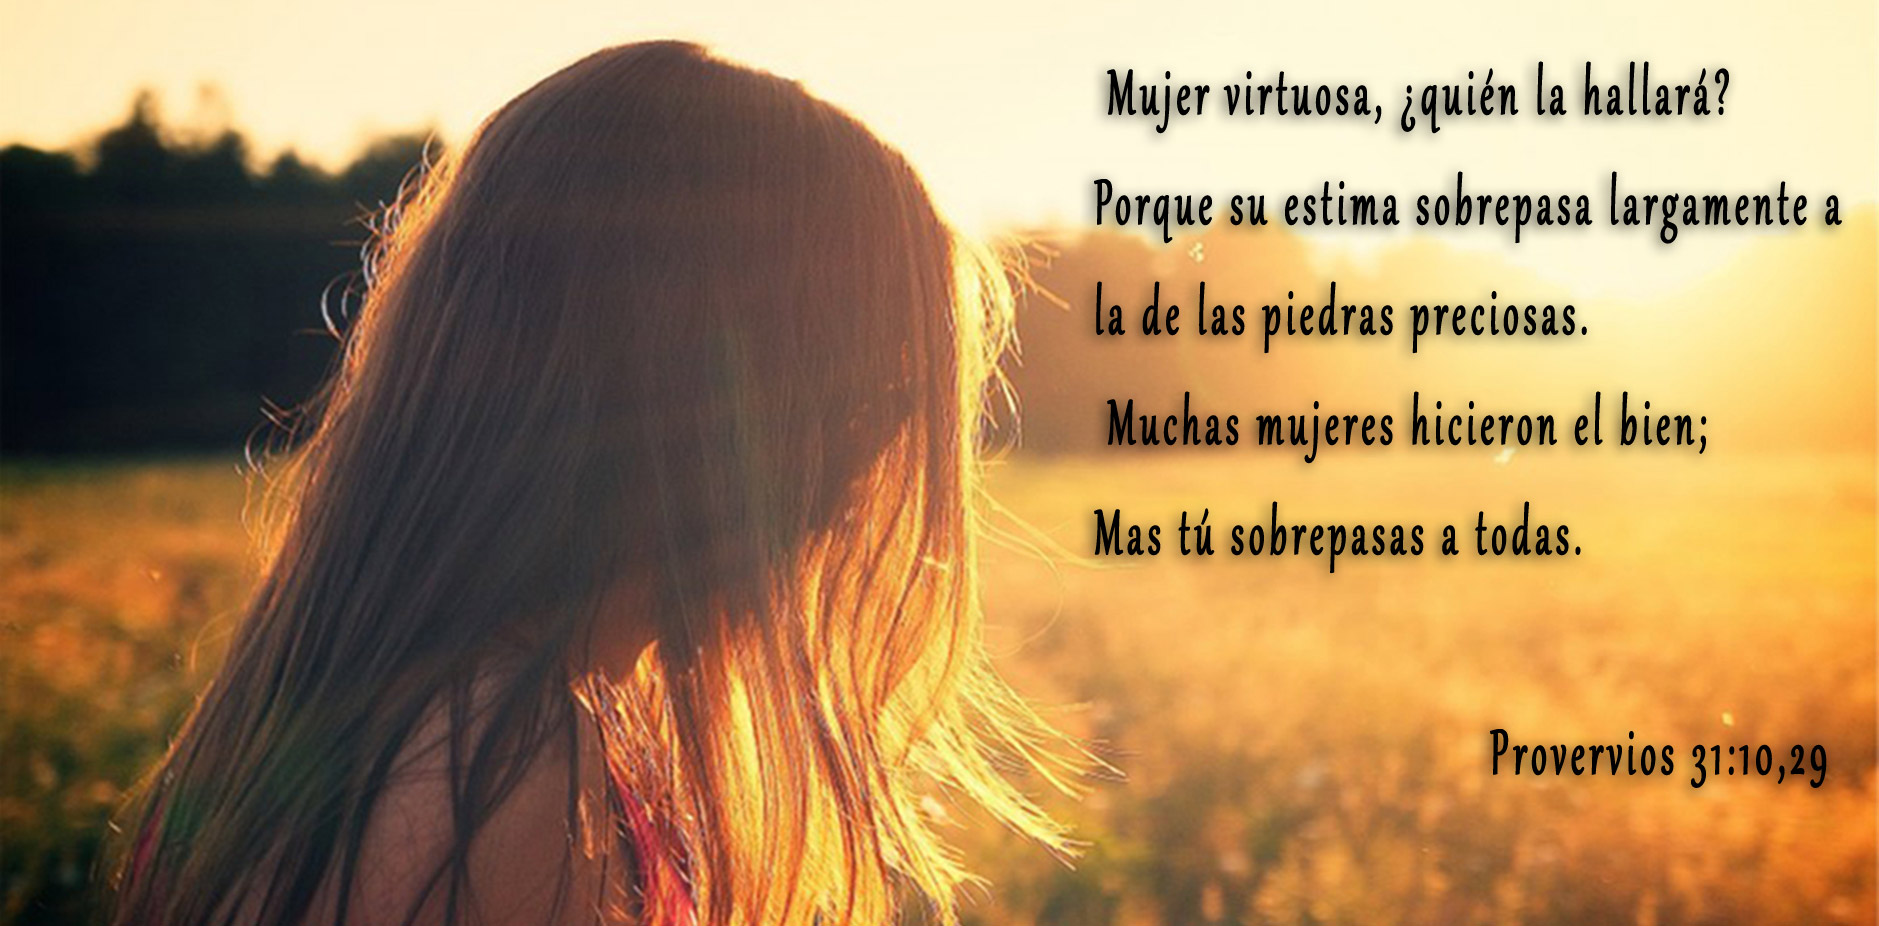 Mujer virtuosa, ¿quién la hallará?
Porque su estima sobrepasa largamente a
la de las piedras preciosas.
Muchas mujeres hicieron el bien;
Mas tú sobrepasas a todas.
Provervios 31:10,29